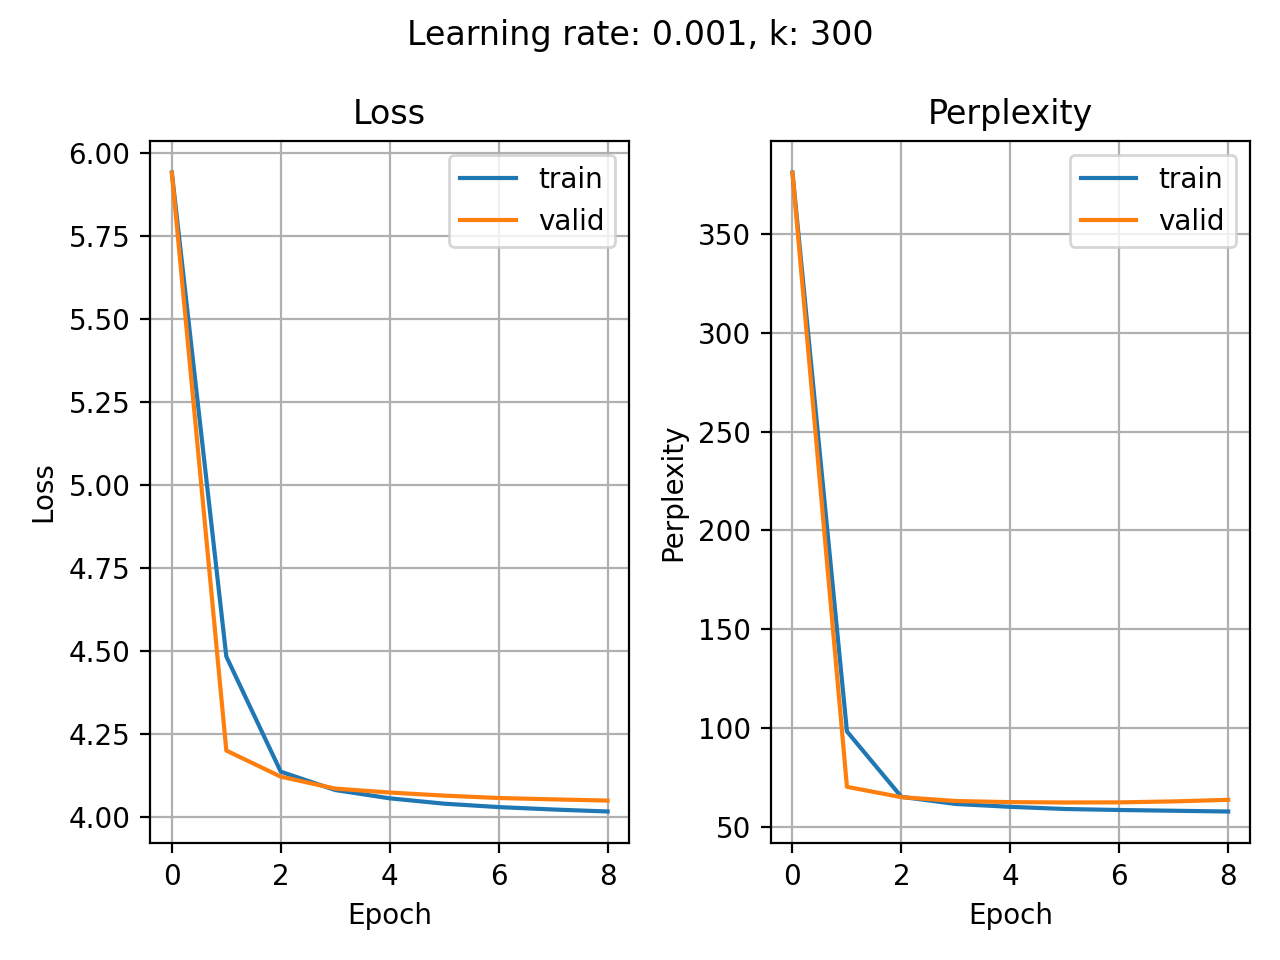 Learning rate: 0.001, k: 300
Loss
6.00
5.75
5.50
5.25
5.00
4.75
4.50
4.25
4.00
Loss
train
valid
0 2 4 6 8
Epoch
Perplexity
350
300
250
200
150
100
50
Perplexity
train
valid
0 2 4 6 8
Epoch